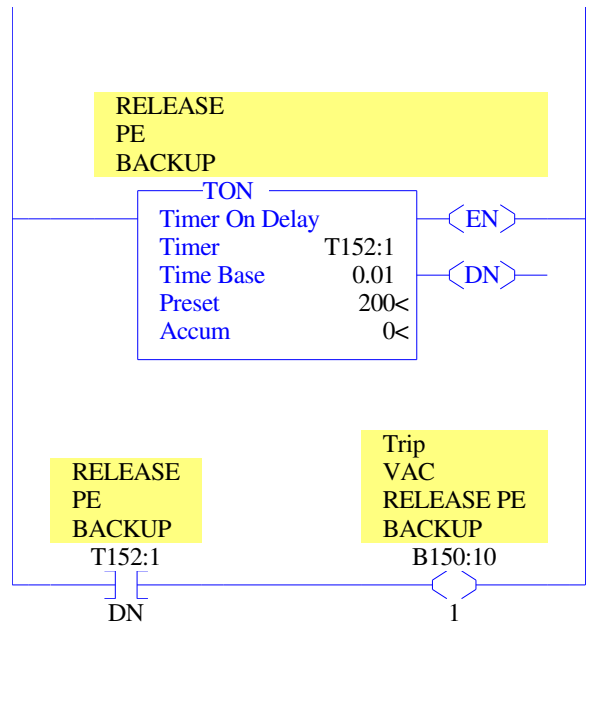 RELEASE
PE
BACKUP
TON
Timer On Delay
Timer T152:1
Time Base 0.01
Preset 200<
Accum 0<
EN
DN
RELEASE
PE
BACKUP
T152:1
DN
Trip
VAC
RELEASE PE
BACKUP
B150:10
1